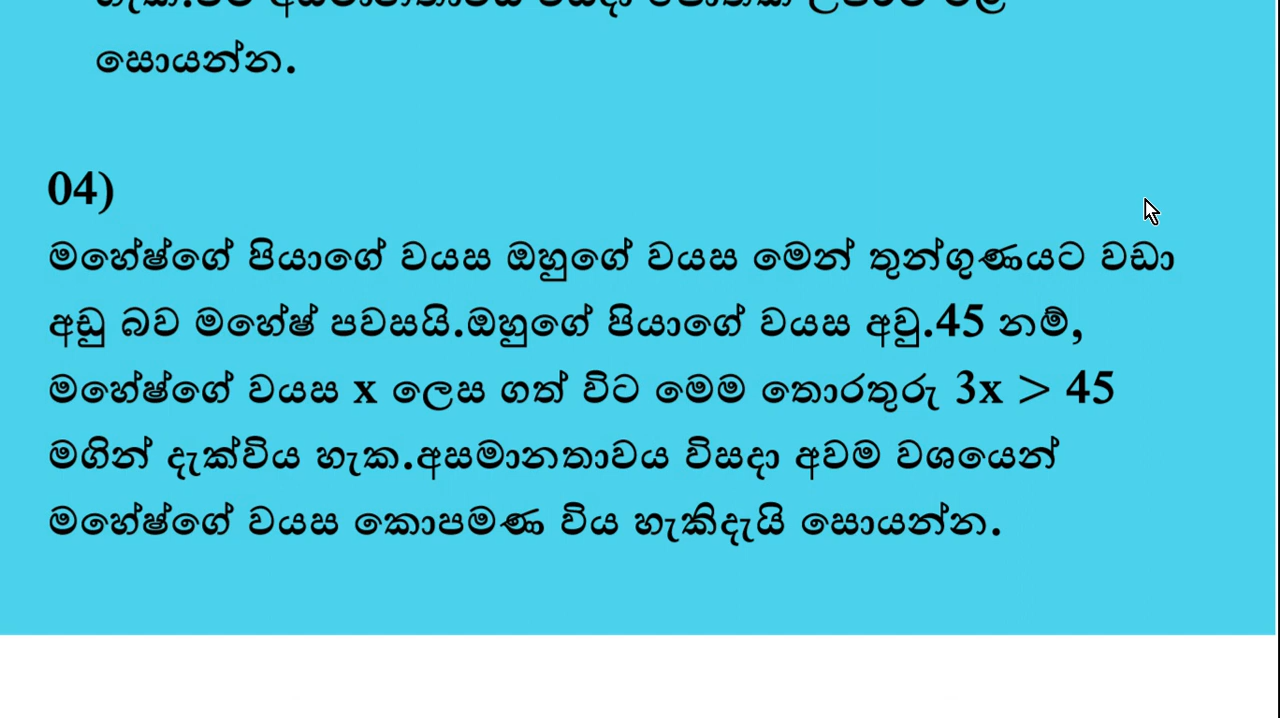 සොයන්න.
04)
මහේෂ්ගේ පියාගේ වයස ඔහුගේ වයස මෙන් තුන්ගුණයට වඩා
අඩු බව මහේෂ් පවසයි.ඔහුගේ පියාගේ වයස අවු.45 නම්,
මහේෂ්ගේ වයස x ලෙස ගත් විට මෙම තොරතුරු 3x > 45
මගින් දැක්විය හැක.අසමානතාවය විසදා අවම වශයෙන්
මහේෂ්ගේ වයස කොපමණ විය හැකිදැයි සොයන්න.